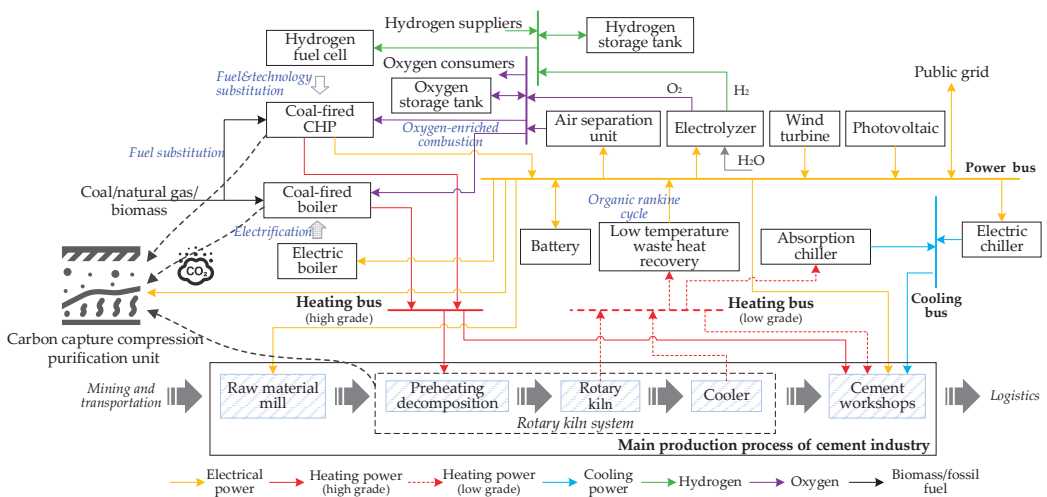 Hydrogen suppliers
Hydrogen
fuel cell
Hydrogen
storage tank
Oxygen consumers
Fuel&technology
substitution
Oxygen
storage tank
O₂
H₂
Public grid
Coal-fired
CHP
Oxygen-enriched
combustion
Air separation
unit
Electrolyzer
Wind
turbine
Photovoltaic
Fuel substitution
H₂O
Power bus
Coal/natural gas/
biomass
Coal-fired
boiler
Organic rankine
cycle
Electrification
Battery
Low temperature
waste heat
recovery
Absorption
chiller
Electric chiller
CO₂
Electric
boiler
Cooling
bus
Heating bus
(high grade)
Heating bus
(low grade)
Carbon capture compression
purification unit
Mining and
transportation
Raw material
mill
Preheating
decomposition
Rotary
kiln
Cooler
Cement
workshops
Logistics
Rotary kiln system
Main production process of cement industry
Electrical
power
Heating power
(high grade)
Heating power
(low grade)
Cooling
power
Hydrogen
Oxygen
Biomass/fossil
fuel